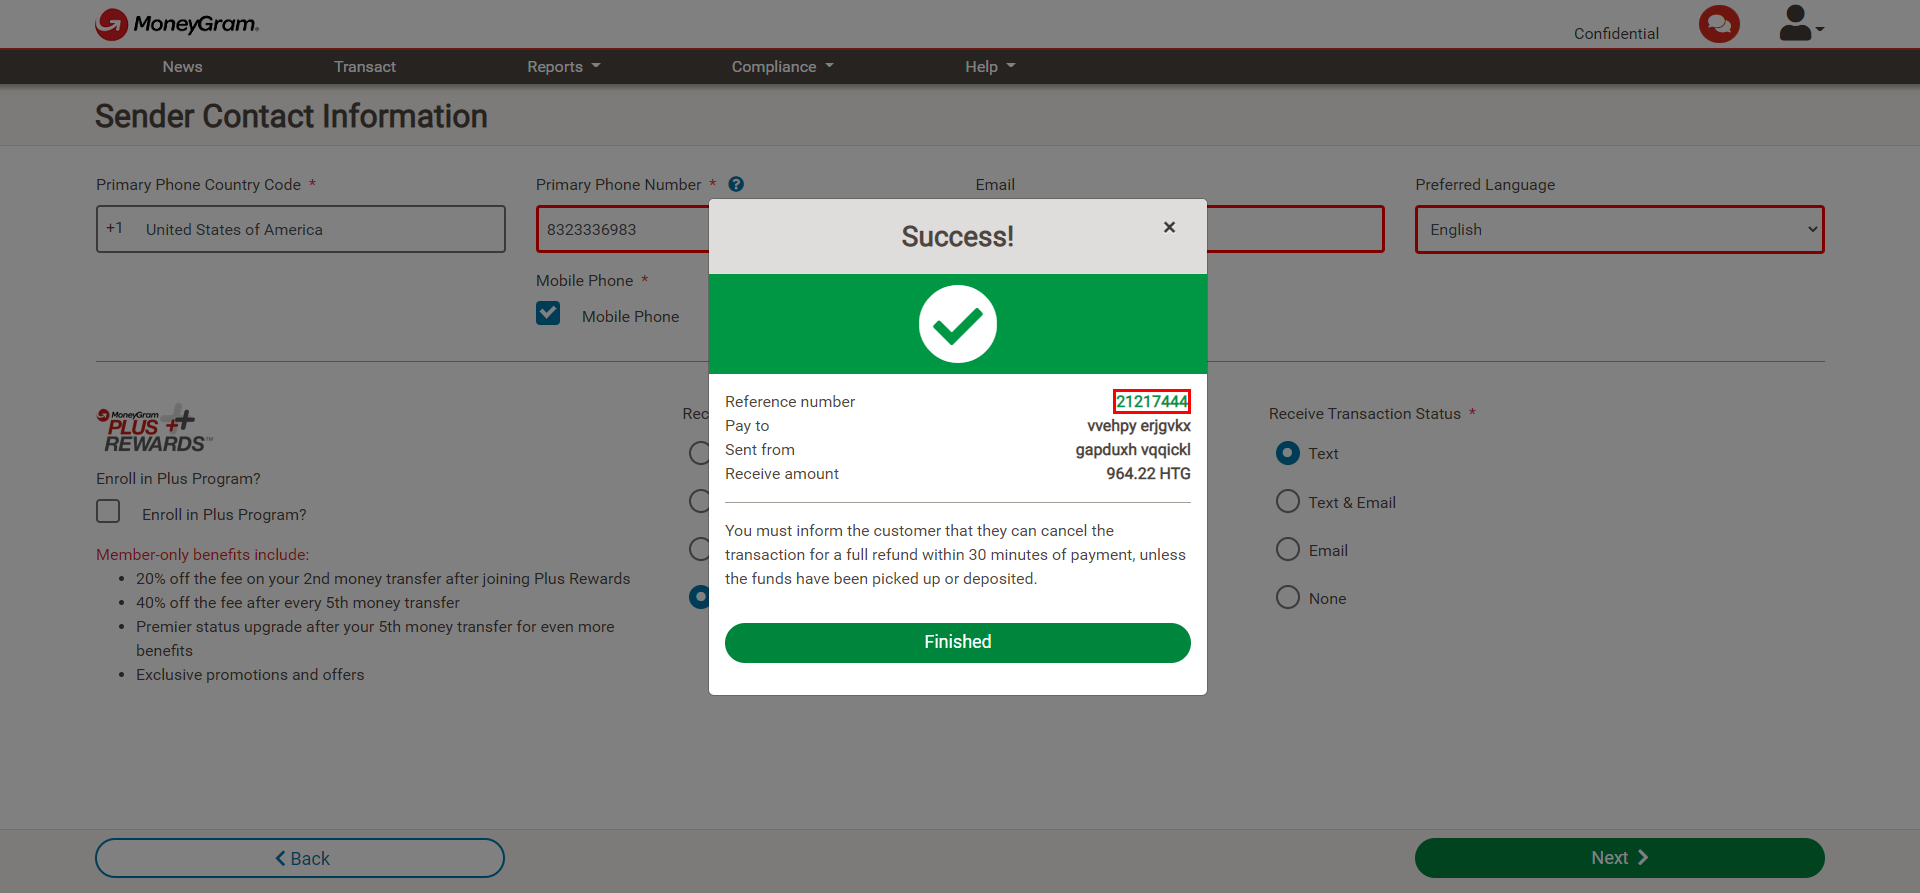 MoneyGram.
Confidential
News Transact Reports Compliance Help
Sender Contact Information
Primary Phone Country Code * Primary Phone Number * ? Email Preferred Language
+1 United States of America 8323336983 English
Mobile Phone *
Mobile Phone
Success! ×
Reference number 21217444
Pay to vvehpy erjgvkx
Sent from gapduxh vqqickl
Receive amount 964.22 HTG
You must inform the customer that they can cancel the
transaction for a full refund within 30 minutes of payment, unless
the funds have been picked up or deposited.
Finished
MoneyGram
PLUS ++
REWARDS™
Enroll in Plus Program?
Enroll in Plus Program?
Member-only benefits include:
• 20% off the fee on your 2nd money transfer after joining Plus Rewards
• 40% off the fee after every 5th money transfer
• Premier status upgrade after your 5th money transfer for even more
benefits
• Exclusive promotions and offers
Rec
Receive Transaction Status *
Text
Text & Email
Email
None
Back Next